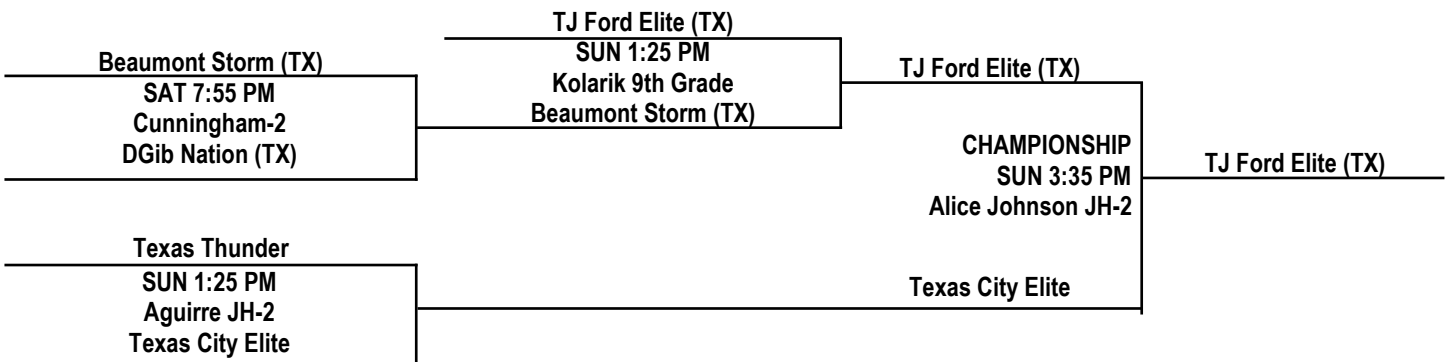 TJ Ford Elite (TX)
Beaumont Storm (TX)
SUN 1:25 PM
TJ Ford Elite (TX)
SAT 7:55 PM
Kolarik 9th Grade
Cunningham-2
Beaumont Storm (TX)
DGib Nation (TX)
CHAMPIONSHIP
TJ Ford Elite (TX)
SUN 3:35 PM
Alice Johnson JH-2
Texas Thunder
SUN 1:25 PM
Texas City Elite
Aguirre JH-2
Texas City Elite